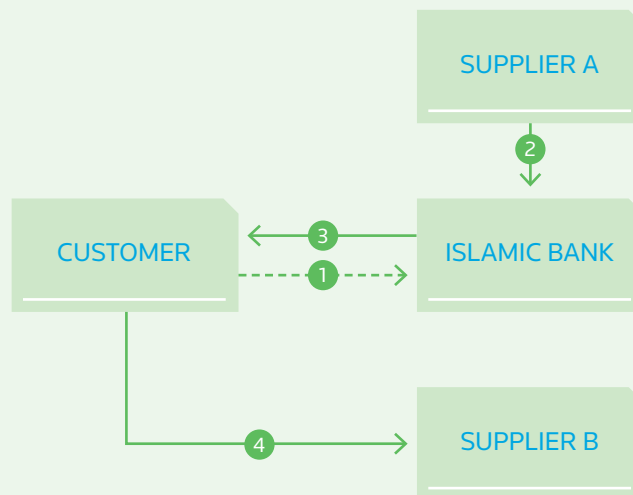 SUPPLIER A
2
CUSTOMER
3
ISLAMIC BANK
1
SUPPLIER B
4